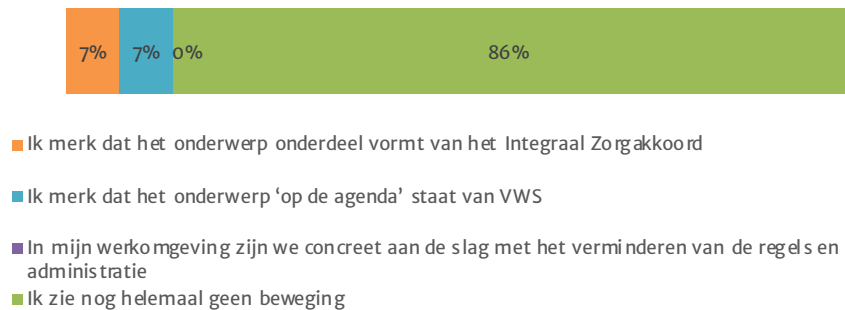 7% 7% 0% 86%
Ik merk dat het onderwerp onderdeel vormt van het Integraal Zorgakkoord
Ik merk dat het onderwerp ‘op de agenda’ staat van VWS
In mijn werkomgeving zijn we concreet aan de slag met het verminderen van de regels en
administratie
Ik zie nog helemaal geen beweging